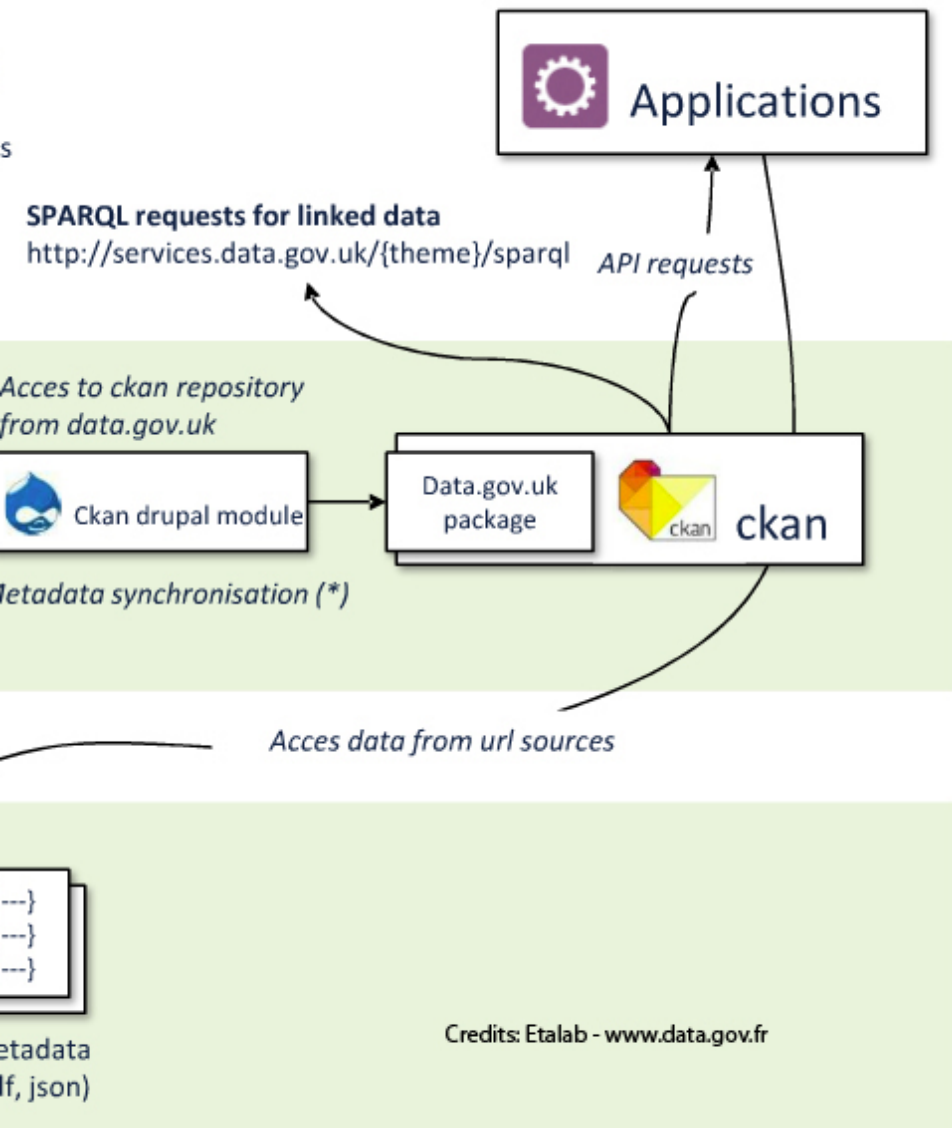 Applications
s
SPARQL requests for linked data
http://services.data.gov.uk/{theme}/sparql
API requests
Acces to ckan repository
from data.gov.uk
Ckan drupal module
Data.gov.uk
package
ckan
ckan
etadata synchronisation (*)
Acces data from url sources
---}
---}
---}
etadata
f, json)
Credits: Etalab - www.data.gov.fr